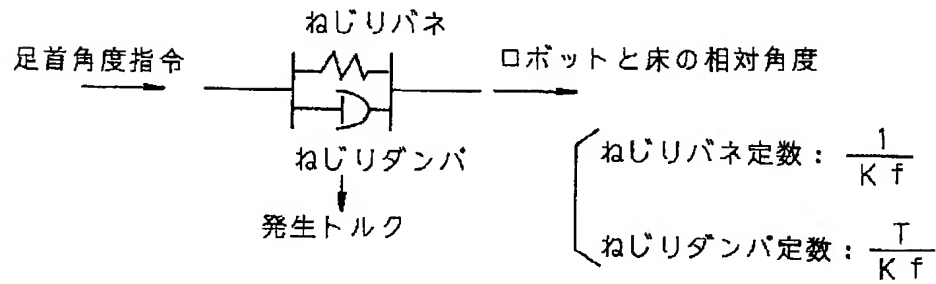 ねじりバネ
足首角度指令
ロボットと床の相対角度
ねじりダンパ
発生トルク
ねじりバネ定数: 1/Kf
ねじりダンパ定数: T/Kf